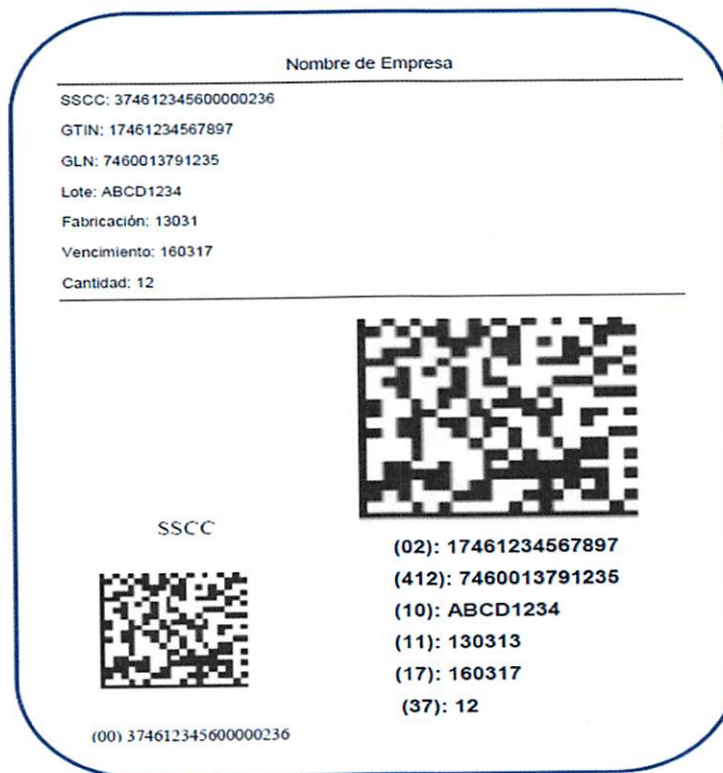 Nombre de Empresa
SSCC: 374612345600000236
GTIN: 17461234567897
GLN: 7460013791235
Lote: ABCD1234
Fabricación: 13031
Vencimiento: 160317
Cantidad: 12
SSCC
(00) 374612345600000236
(02): 17461234567897
(412): 7460013791235
(10): ABCD1234
(11): 130313
(17): 160317
(37): 12